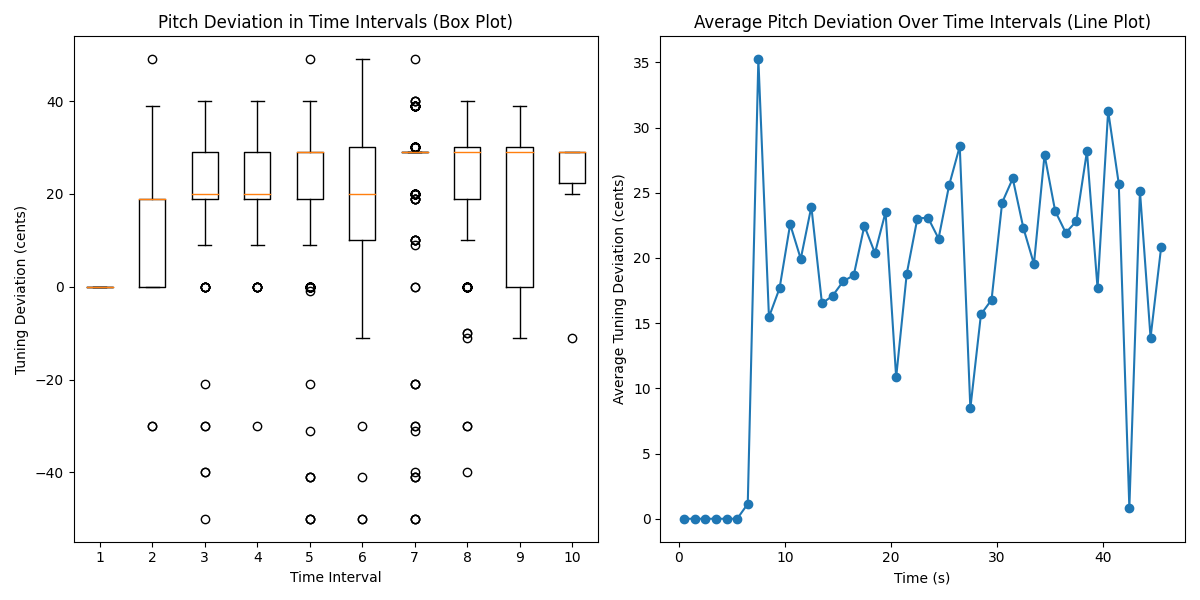 Pitch Deviation in Time Intervals (Box Plot)
Tuning Deviation (cents)
40
20
0
−20
−40
1 2 3 4 5 6 7 8 9 10
Time Interval
Average Pitch Deviation Over Time Intervals (Line Plot)
Average Tuning Deviation (cents)
35
30
25
20
15
10
5
0
0 10 20 30 40
Time (s)